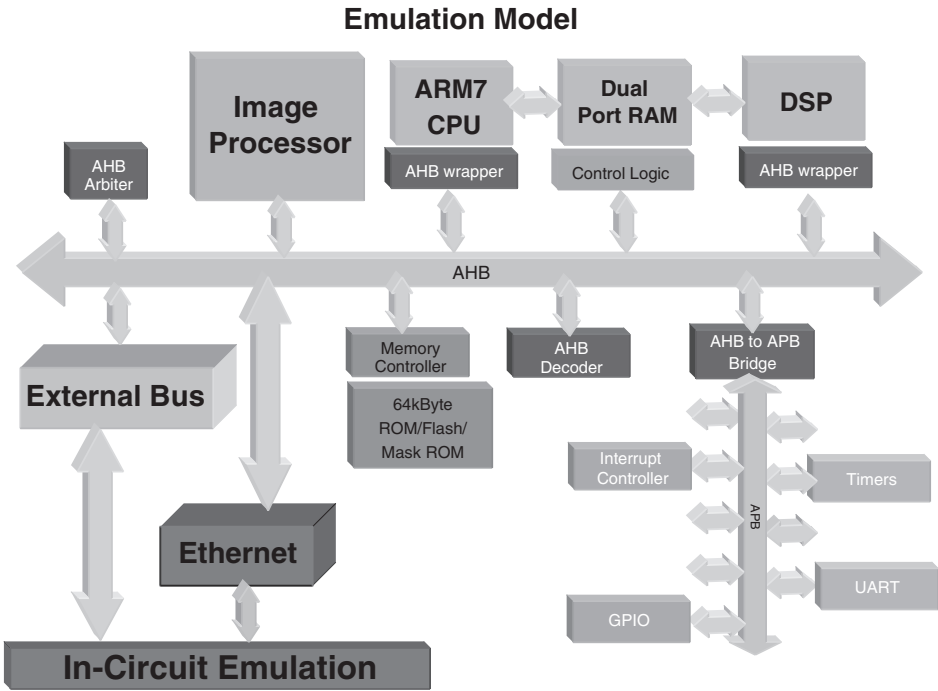 Emulation Model
Image
Processor
ARM7
CPU
Dual
Port RAM
DSP
AHB
Arbiter
AHB wrapper
Control Logic
AHB wrapper
AHB
External Bus
Memory
Controller
64kByte
ROM/Flash/
Mask ROM
AHB
Decoder
AHB to APB
Bridge
Interrupt
Controller
Timers
APB
Ethernet
UART
GPIO
In-Circuit Emulation